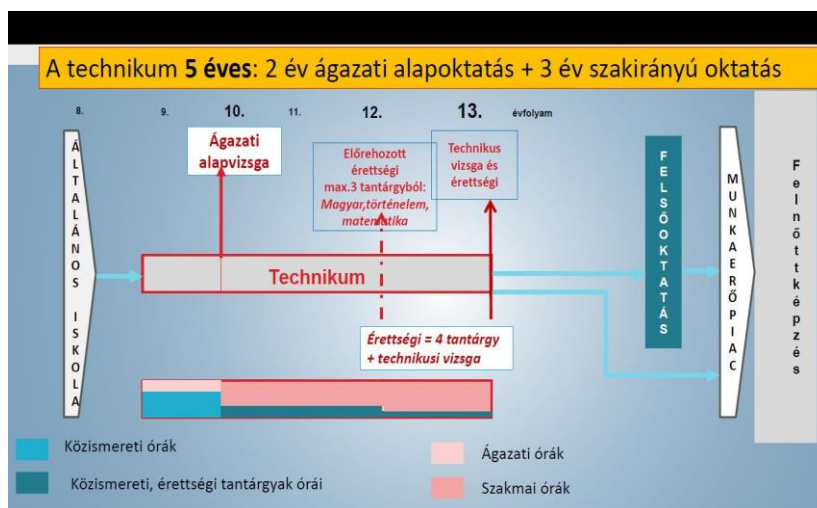 A technikum 5 éves: 2 év ágazati alapoktatás + 3 év szakirányú oktatás
8. 9. 10. 11. 12. 13. évfolyam
ÁLTALÁNOS ISKOLA
Ágazati
alapvizsga
Előrehozott
érettségi
max.3 tantárgyból:
Magyar,történelem,
matematika
Technikus
vizsga és
érettségi
FELSŐOKTATÁS
MUNKAERŐPIAC
Felnőttképzés
Technikum
Érettségi = 4 tantárgy
+ technikusi vizsga
Közismereti órák
Ágazati órák
Közismereti, érettségi tantárgyak órái
Szakmai órák